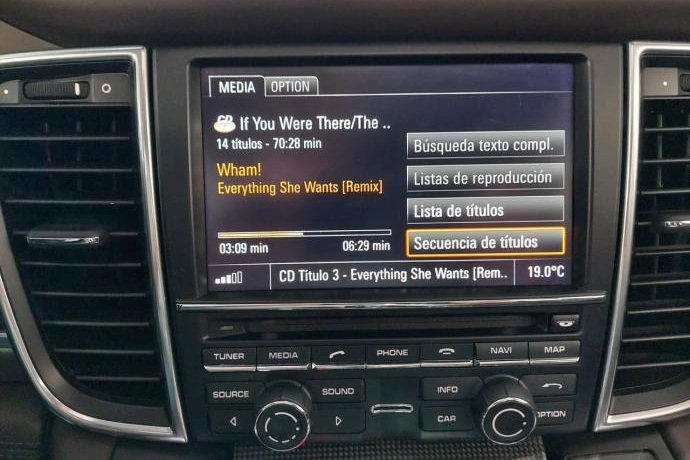 MEDIA OPTION
CD If You Were There/The ..
14 títulos - 70:28 min
Wham!
Everything She Wants [Remix]
03:09 min 06:29 min
Búsqueda texto compl.
Listas de reproducción
Lista de títulos
Secuencia de títulos
CD Título 3 - Everything She Wants [Rem.. 19.0°C
TUNER MEDIA PHONE NAVI MAP
SOURCE SOUND INFO
CAR OPTION